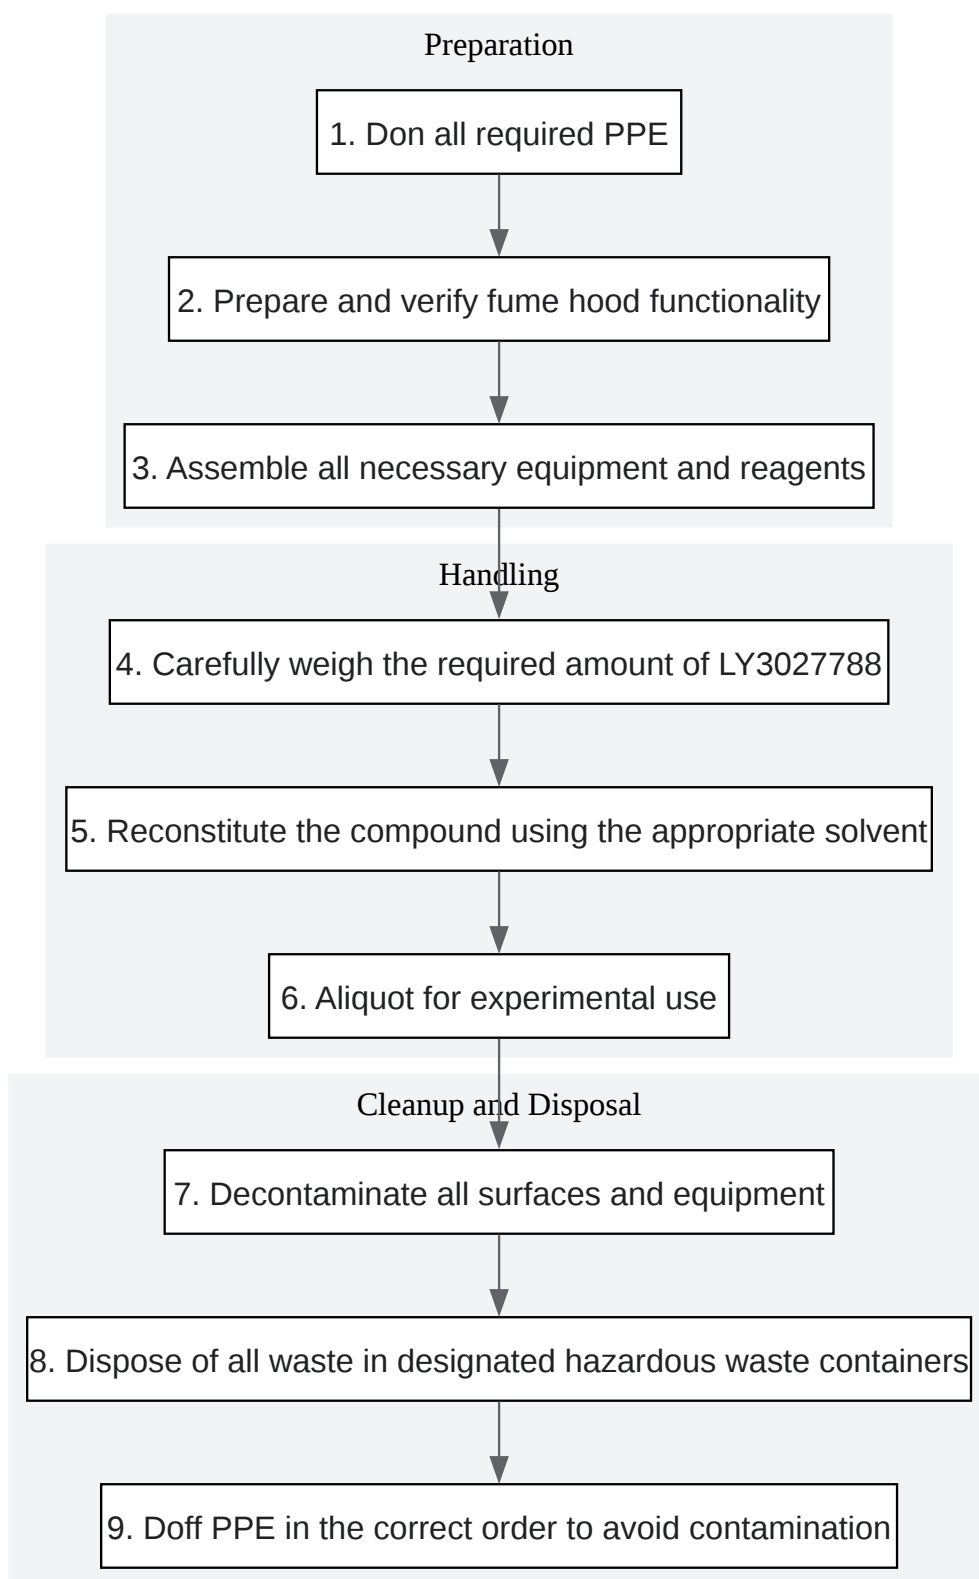 Preparation
1. Don all required PPE
2. Prepare and verify fume hood functionality
3. Assemble all necessary equipment and reagents
Handling
4. Carefully weigh the required amount of LY3027788
5. Reconstitute the compound using the appropriate solvent
6. Aliquot for experimental use
Cleanup and Disposal
7. Decontaminate all surfaces and equipment
8. Dispose of all waste in designated hazardous waste containers
9. Doff PPE in the correct order to avoid contamination